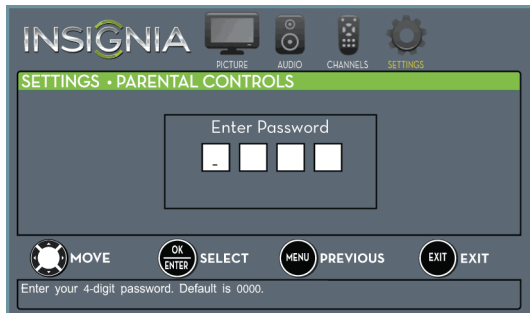 INSIGNIA
PICTURE AUDIO CHANNELS SETTINGS
SETTINGS • PARENTAL CONTROLS
Enter Password
-
OK
ENTER
MOVE SELECT MENU PREVIOUS EXIT EXIT
Enter your 4-digit password. Default is 0000.